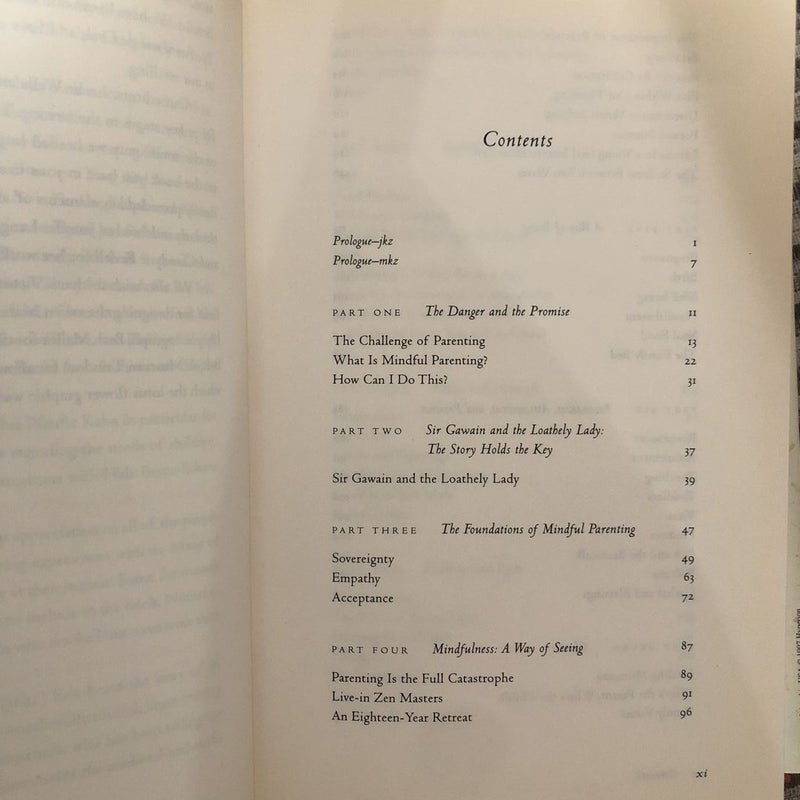 Contents
Prologue—jkz 1
Prologue—mkz 7
PART ONE The Danger and the Promise 11
The Challenge of Parenting 13
What Is Mindful Parenting? 22
How Can I Do This? 31
PART TWO Sir Gawain and the Loathely Lady:
The Story Holds the Key 37
Sir Gawain and the Loathely Lady 39
PART THREE The Foundations of Mindful Parenting 47
Sovereignty 49
Empathy 63
Acceptance 72
PART FOUR Mindfulness: A Way of Seeing 87
Parenting Is the Full Catastrophe 89
Live-in Zen Masters 91
An Eighteen-Year Retreat 96
xi